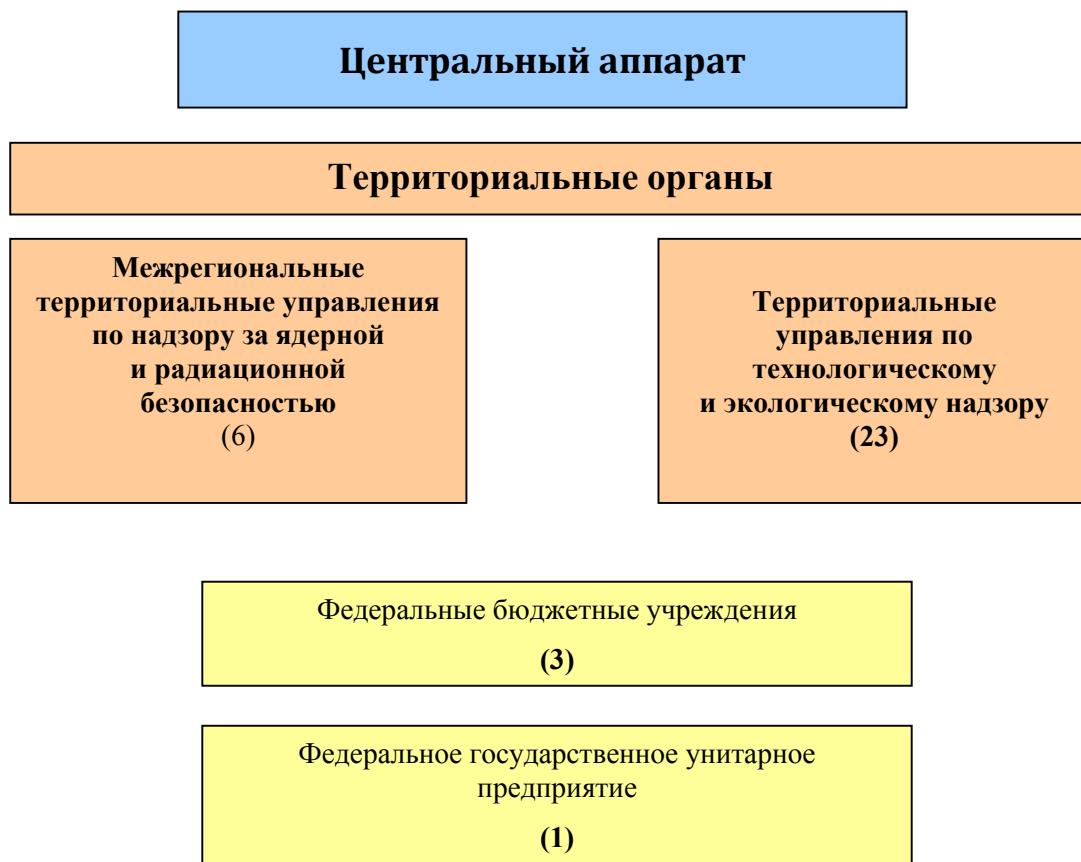 Центральный аппарат
Территориальные органы
Межрегиональные
территориальные управления
по надзору за ядерной
и радиационной
безопасностью
(6)
Территориальные
управления по
технологическому
и экологическому надзору
(23)
Федеральные бюджетные учреждения
(3)
Федеральное государственное унитарное
предприятие
(1)